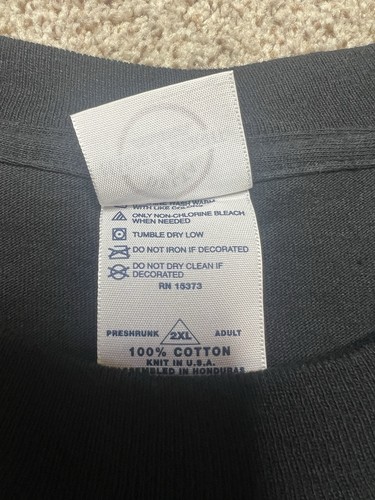 WITH LIKE COLORS
ONLY NON-CHLORINE BLEACH
WHEN NEEDED
TUMBLE DRY LOW
DO NOT IRON IF DECORATED
DO NOT DRY CLEAN IF
DECORATED
RN 15373
PRESHRUNK 2XL ADULT
100% COTTON
KNIT IN U.S.A.
ASSEMBLED IN HONDURAS